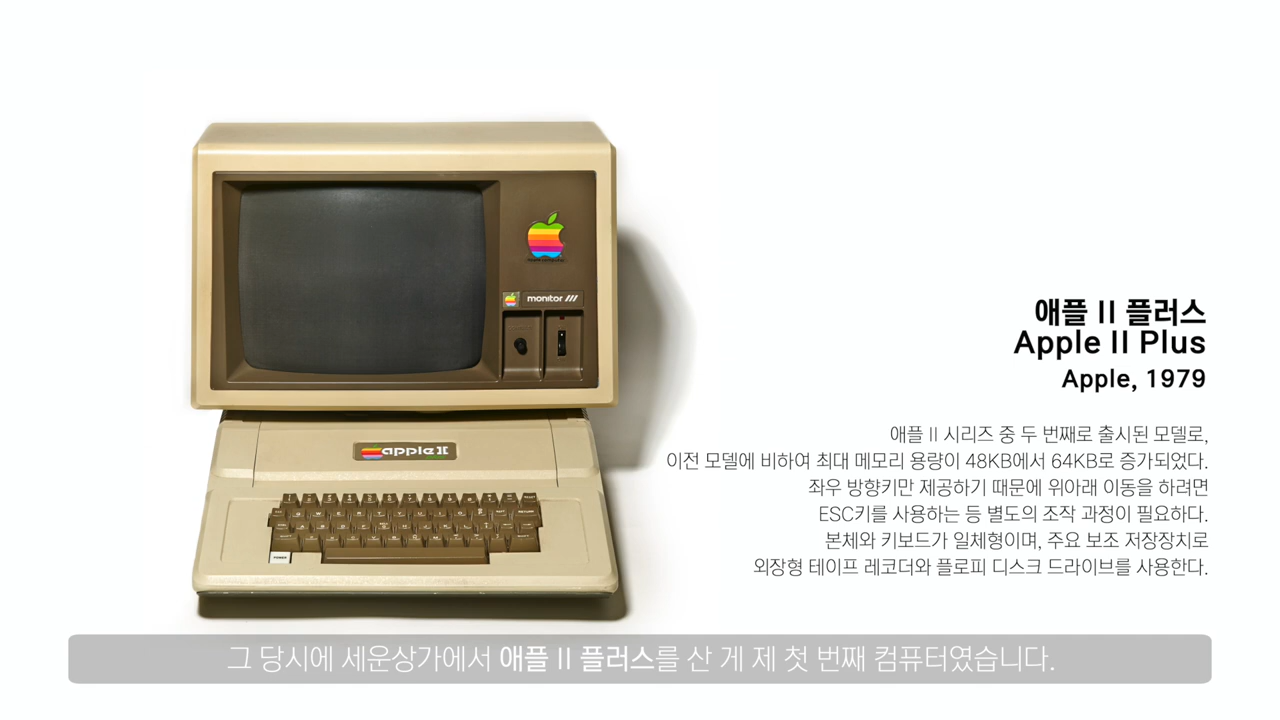 monitor ///
apple ][
POWER
애플 II 플러스
Apple II Plus
Apple, 1979
애플 II 시리즈 중 두 번째로 출시된 모델로,
이전 모델에 비하여 최대 메모리 용량이 48KB에서 64KB로 증가되었다.
좌우 방향키만 제공하기 때문에 위아래 이동을 하려면
ESC키를 사용하는 등 별도의 조작 과정이 필요하다.
본체와 키보드가 일체형이며, 주요 보조 저장장치로
외장형 테이프 레코더와 플로피 디스크 드라이브를 사용한다.
그 당시에 세운상가에서 애플 II 플러스를 산 게 제 첫 번째 컴퓨터였습니다.